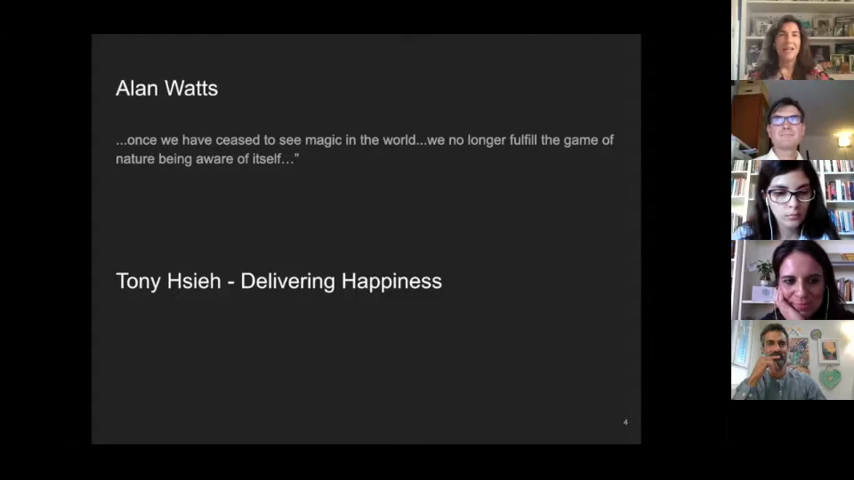 Alan Watts
...once we have ceased to see magic in the world...we no longer fulfill the game of
nature being aware of itself…”
Tony Hsieh - Delivering Happiness
4